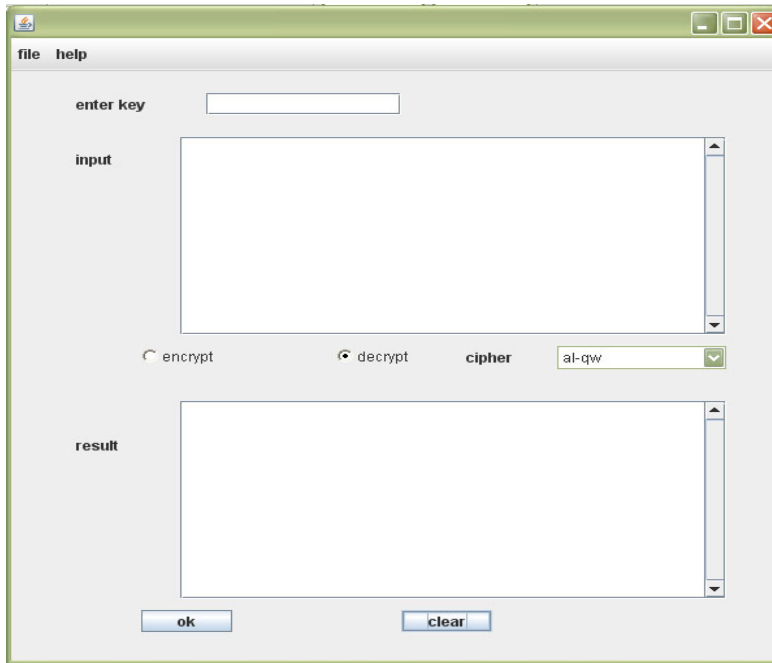 file help
enter key
input
encrypt decrypt cipher al-qw
result
ok clear